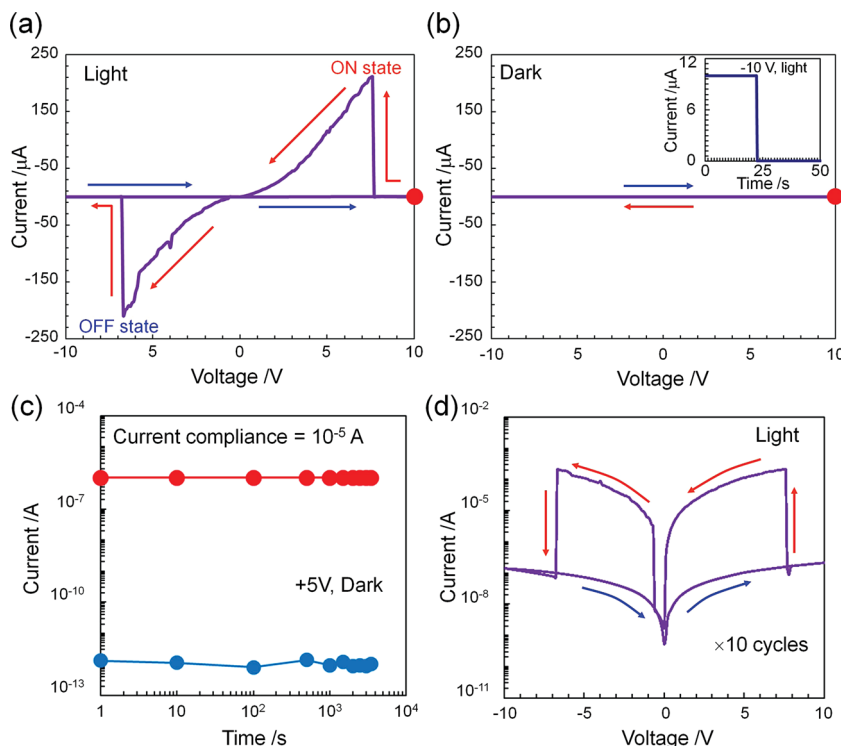 (a)
250
150
50
-50
-150
-250
Current /μA
Light
ON state
OFF state
-10
5
0
5
10
Voltage /V
(b)
250
150
50
-50
-150
-250
Current /μA
Dark
12
6
0
Current /μA
-10 V, light
0
25
50
Time /s
-10
-5
0
5
10
Voltage /V
(c)
10⁻⁴
10⁻⁷
10⁻¹⁰
10⁻¹³
Current /A
Current compliance = 10⁻⁵ A
+5V, Dark
1
10
10²
10³
10⁴
Time /s
(d)
10⁻²
10⁻⁵
10⁻⁸
10⁻¹¹
Current /A
Light
×10 cycles
-10
-5
0
5
10
Voltage /V